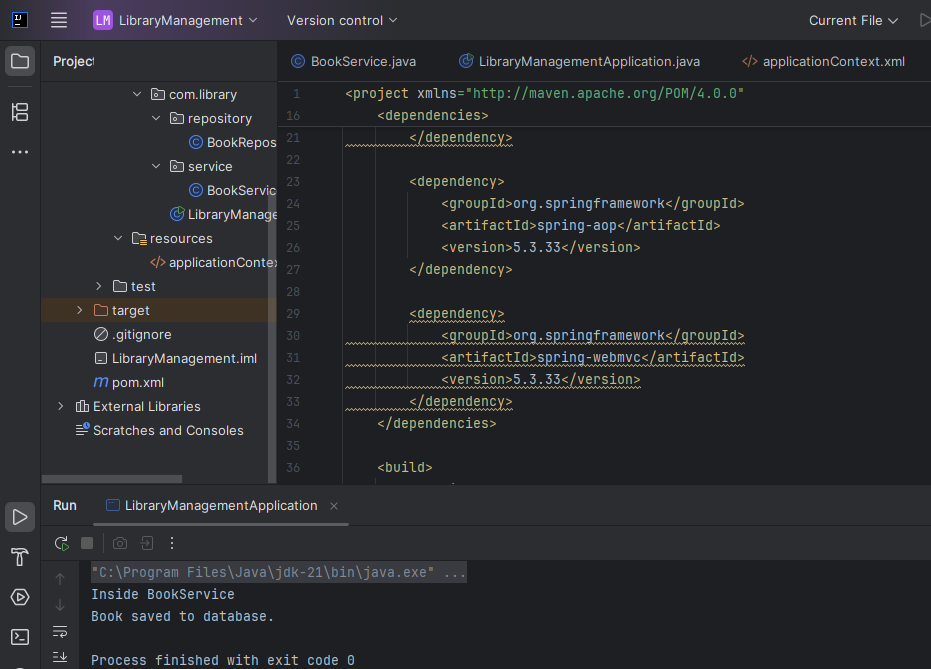 LM LibraryManagement Version control Current File
Project
BookService.java LibraryManagementApplication.java </> applicationContext.xml
com.library
repository
BookRepos
service
BookServic
LibraryManage
resources
</> applicationContex
test
target
.gitignore
LibraryManagement.iml
m pom.xml
External Libraries
Scratches and Consoles
1 <project xmlns="http://maven.apache.org/POM/4.0.0"
16 <dependencies>
21 </dependency>
22
23 <dependency>
24 <groupId>org.springframework</groupId>
25 <artifactId>spring-aop</artifactId>
26 <version>5.3.33</version>
27 </dependency>
28
29 <dependency>
30 <groupId>org.springframework</groupId>
31 <artifactId>spring-webmvc</artifactId>
32 <version>5.3.33</version>
33 </dependency>
34 </dependencies>
35
36 <build>
Run LibraryManagementApplication
"C:\Program Files\Java\jdk-21\bin\java.exe" ...
Inside BookService
Book saved to database.
Process finished with exit code 0